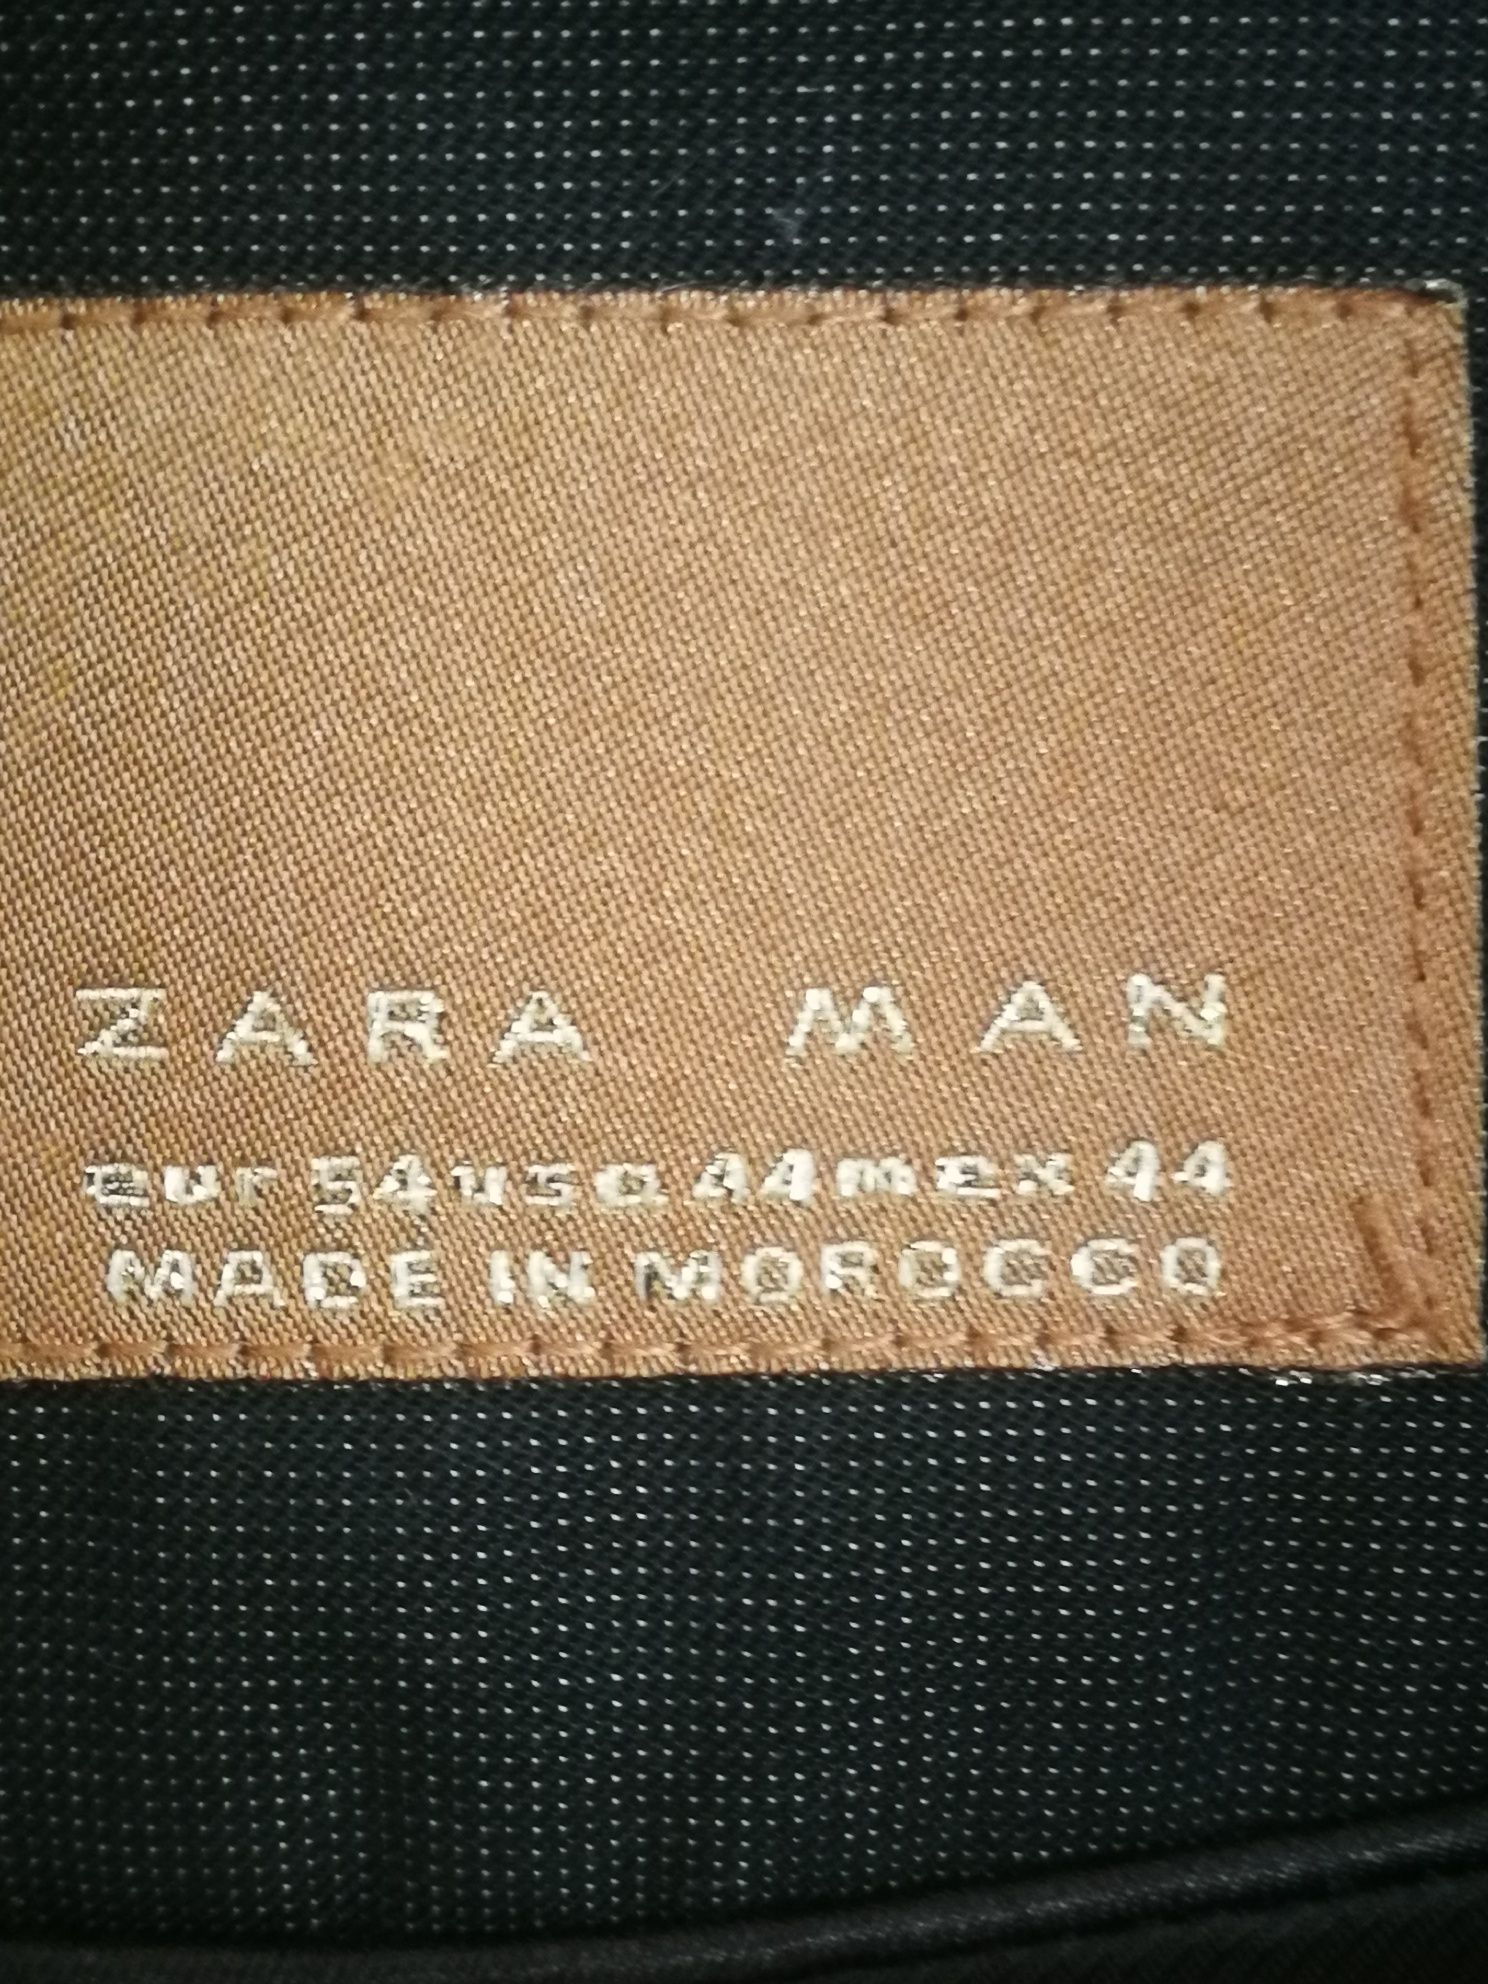 ZARA MAN
eur 54 usa 44 mex 44
MADE IN MOROCCO